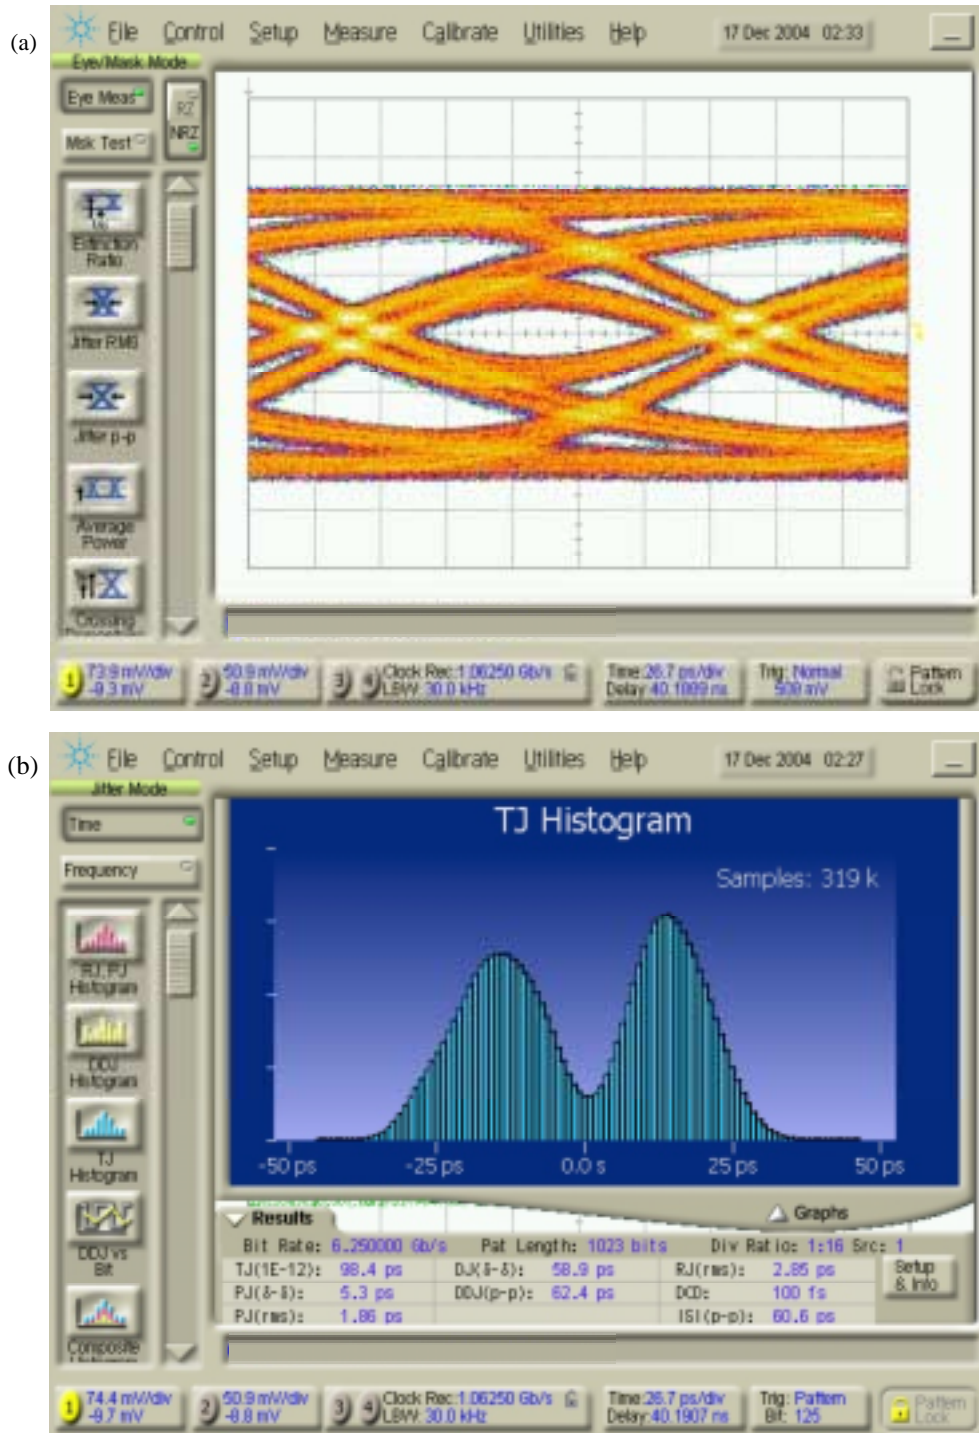 (a)
File Control Setup Measure Calibrate Utilities Help 17 Dec 2004 02:33
Eye/Mask Mode
Eye Meas
RZ
NRZ
Msk Test
Extinction
Ratio
Jitter RMS
Jitter p-p
Average
Power
Crossing
1 73.9 mV/div
-9.3 mV
2 50.9 mV/div
-8.8 mV
3 4 Clock Rec:1.06250 Gb/s
LBW: 30.0 kHz
Time:26.7 ps/div
Delay:40.1889 ns
Trig: Normal
508 mV
Pattern
Lock
(b)
File Control Setup Measure Calibrate Utilities Help 17 Dec 2004 02:27
Jitter Mode
Time
Frequency
RJ, PJ
Histogram
DDJ
Histogram
TJ
Histogram
DDJ vs
Bit
Composite
TJ Histogram
Samples: 319 k
-50 ps -25 ps 0.0 s 25 ps 50 ps
Results
Graphs
Bit Rate: 6.250000 Gb/s Pat Length: 1023 bits Div Ratio: 1:16 Src: 1
TJ(1E-12): 98.4 ps DJ(δ-δ): 58.9 ps RJ(rms): 2.85 ps
PJ(δ-δ): 5.3 ps DDJ(p-p): 62.4 ps DCD: 100 fs
PJ(rms): 1.86 ps ISI(p-p): 60.6 ps
Setup
& Info
1 74.4 mV/div
-9.7 mV
2 50.9 mV/div
-8.8 mV
3 4 Clock Rec:1.06250 Gb/s
LBW: 30.0 kHz
Time:26.7 ps/div
Delay:40.1907 ns
Trig: Pattern
Bit: 125
Pattern
Lock